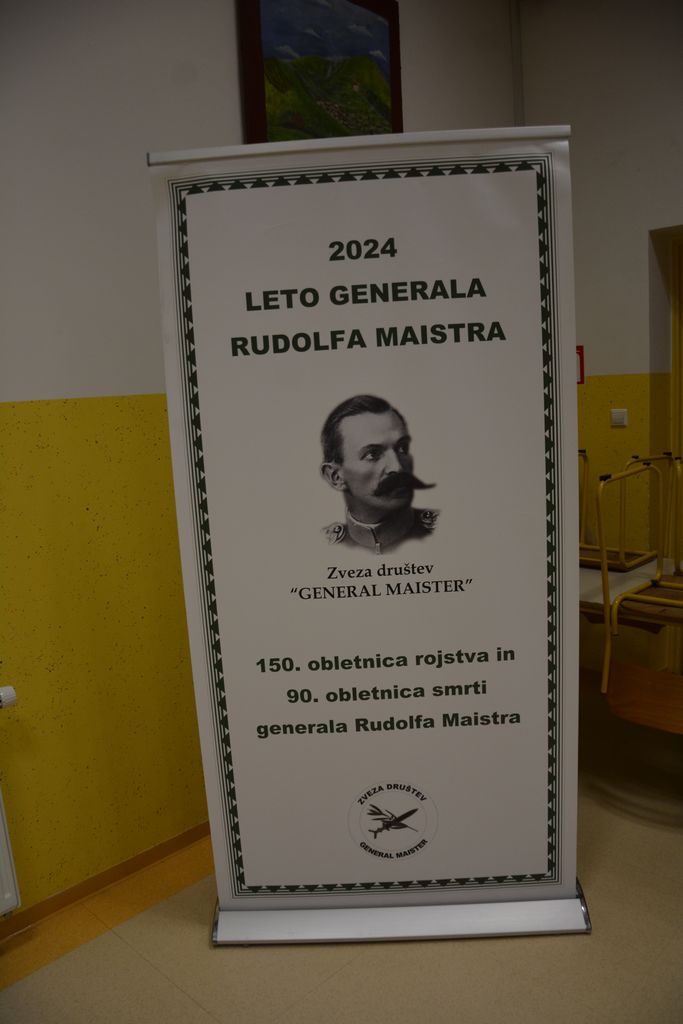 2024
LETO GENERALA
RUDOLFA MAISTRA
Zveza društev
"GENERAL MAISTER"
150. obletnica rojstva in
90. obletnica smrti
generala Rudolfa Maistra
ZVEZA DRUŠTEV
GENERAL MAISTER